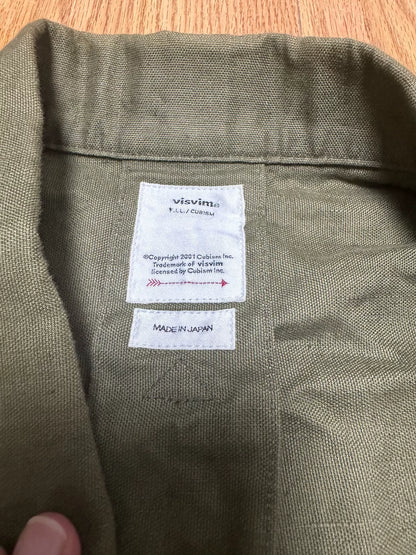 visvim®
F.I.L./CUBISM
©Copyright 2001 Cubism Inc.
Trademark of visvim
licensed by Cubism Inc.
MADE IN JAPAN